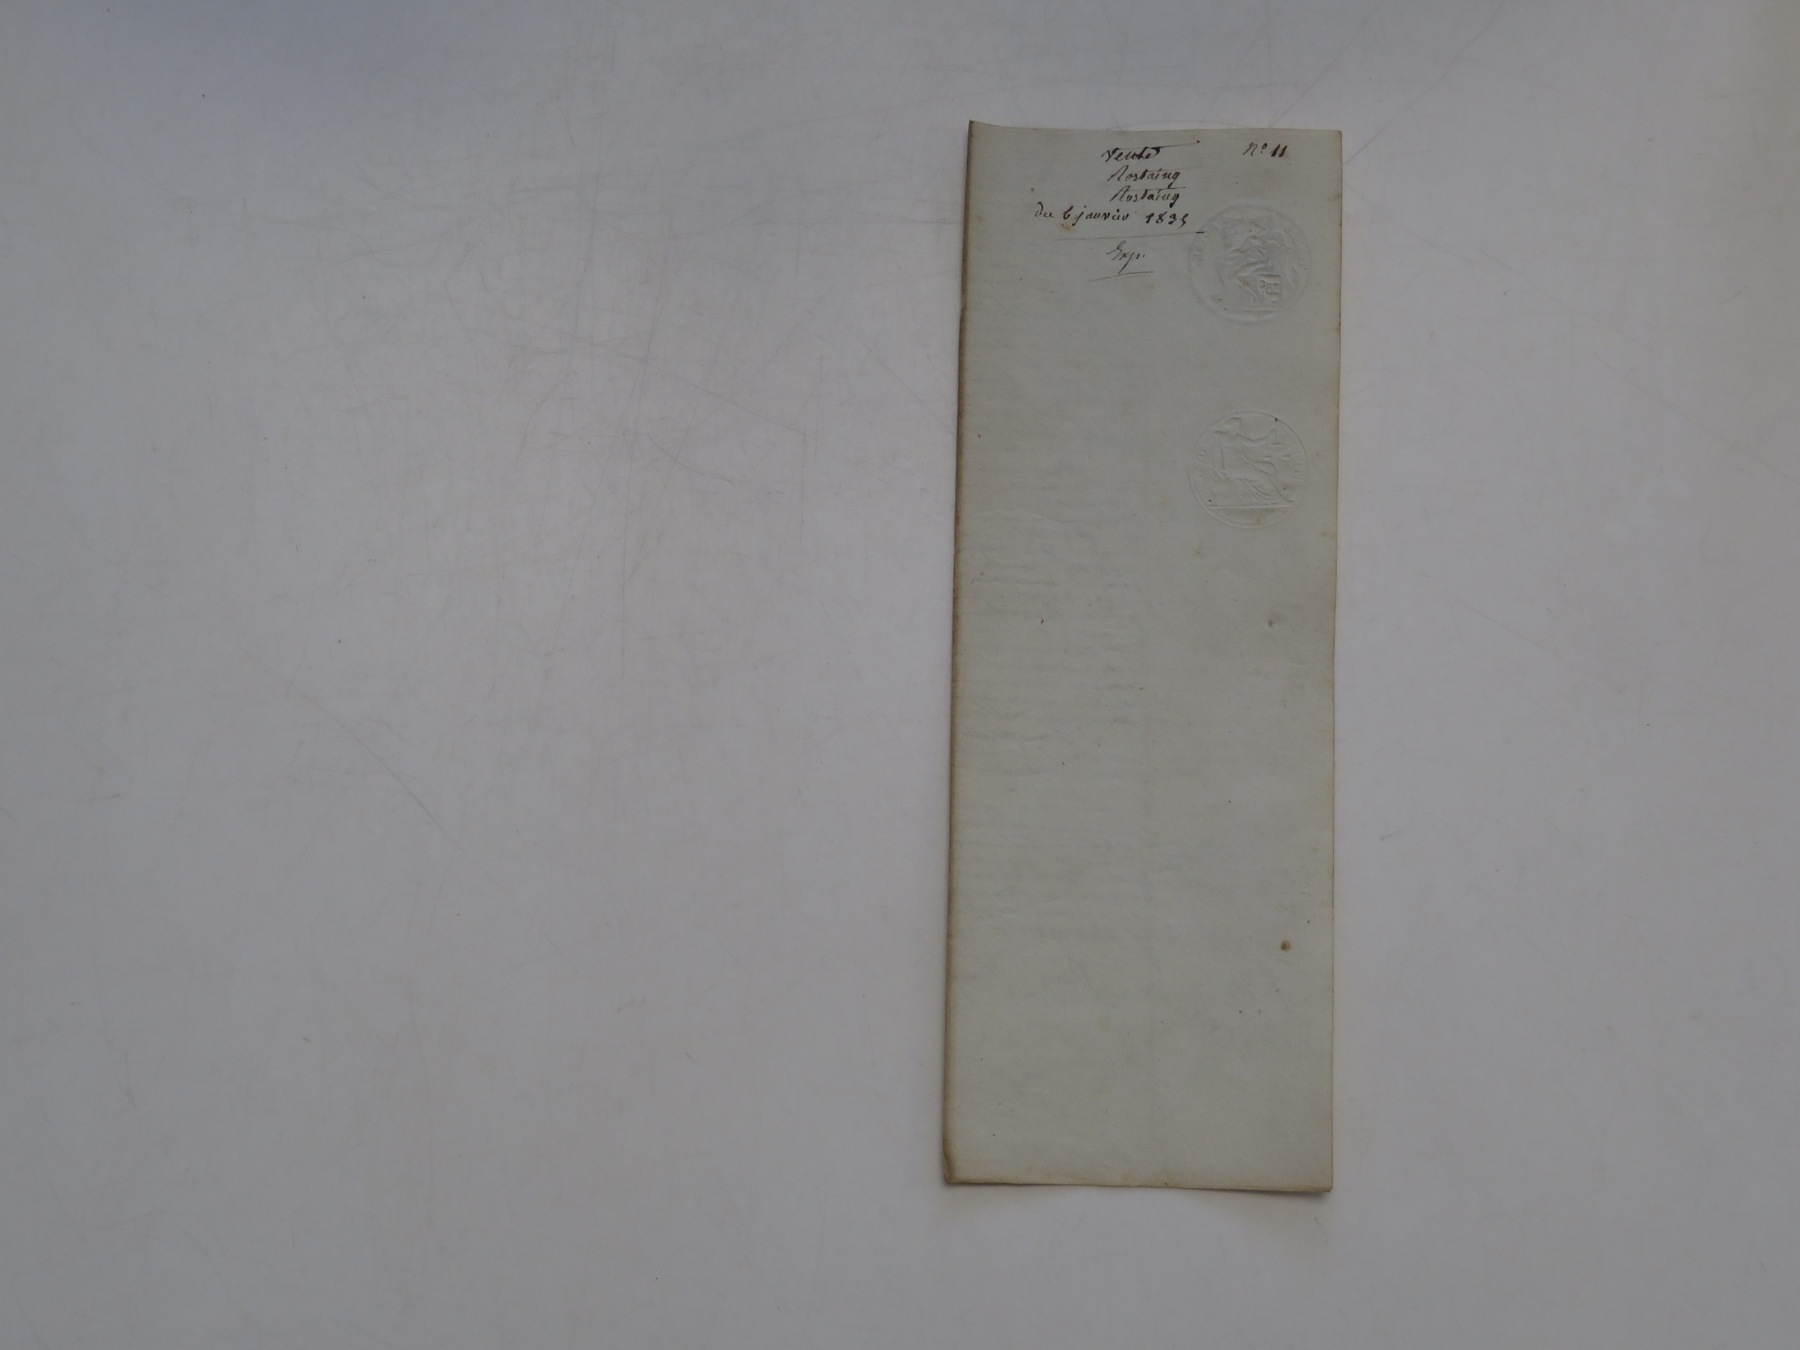 Vente
Rostaing
Rostaing
du 6 janvier 1835
Exp.
N° 11